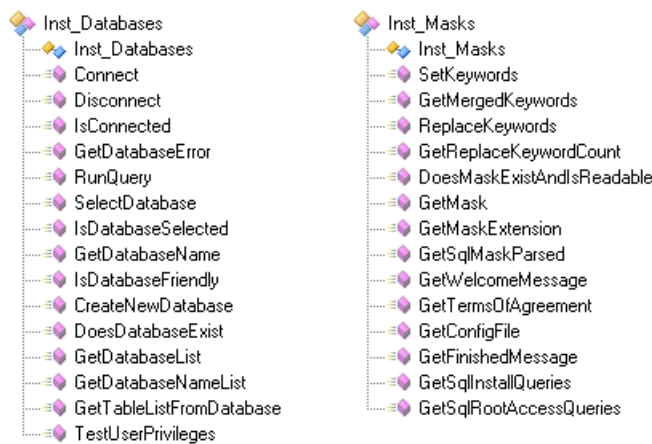 Inst_Databases
Inst_Databases
Connect
Disconnect
IsConnected
GetDatabaseError
RunQuery
SelectDatabase
IsDatabaseSelected
GetDatabaseName
IsDatabaseFriendly
CreateNewDatabase
DoesDatabaseExist
GetDatabaseList
GetDatabaseNameList
GetTableListFromDatabase
TestUserPrivileges
Inst_Masks
Inst_Masks
SetKeywords
GetMergedKeywords
ReplaceKeywords
GetReplaceKeywordCount
DoesMaskExistAndIsReadable
GetMask
GetMaskExtension
GetSqlMaskParsed
GetWelcomeMessage
GetTermsOfAgreement
GetConfigFile
GetFinishedMessage
GetSqlInstallQueries
GetSqlRootAccessQueries